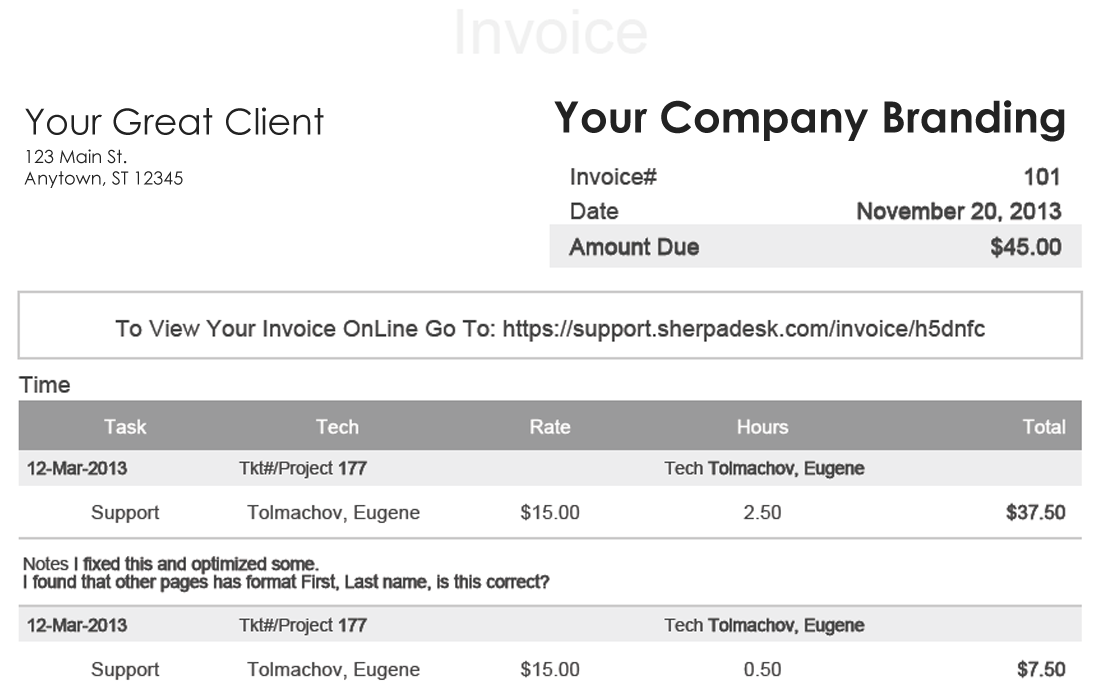 Invoice
Your Great Client
123 Main St.
Anytown, ST 12345
Your Company Branding
Invoice# 101
Date November 20, 2013
Amount Due $45.00
To View Your Invoice OnLine Go To: https://support.sherpadesk.com/invoice/h5dnfc
Time
Task Tech Rate Hours Total
12-Mar-2013 Tkt#/Project 177 Tech Tolmachov, Eugene
Support Tolmachov, Eugene $15.00 2.50 $37.50
Notes I fixed this and optimized some.
I found that other pages has format First, Last name, is this correct?
12-Mar-2013 Tkt#/Project 177 Tech Tolmachov, Eugene
Support Tolmachov, Eugene $15.00 0.50 $7.50